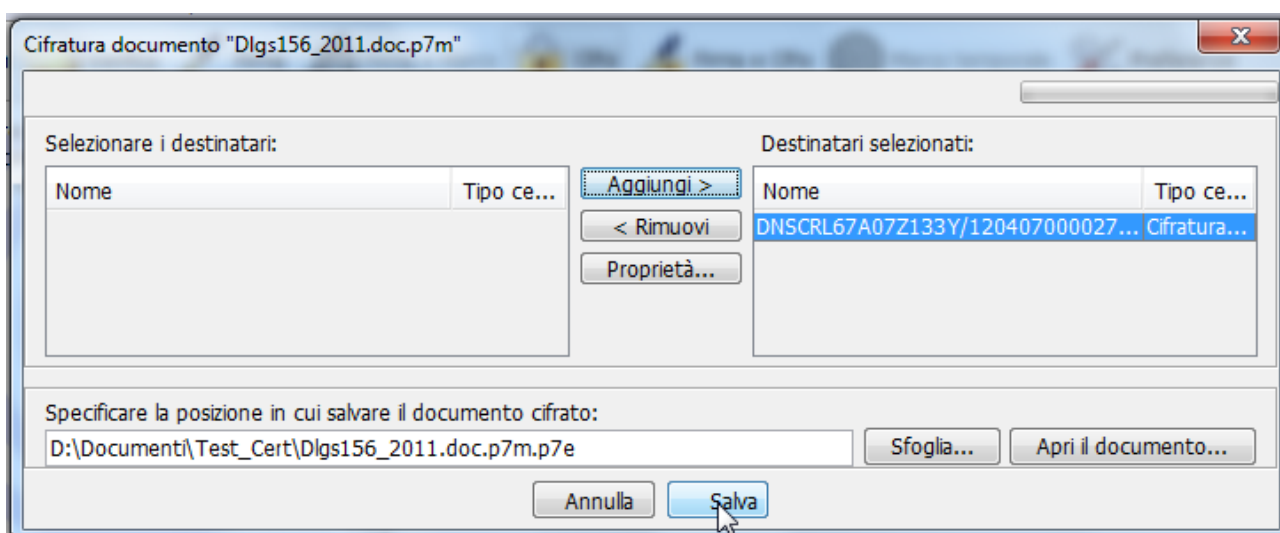 Cifratura documento "Dlgs156_2011.doc.p7m"
Selezionare i destinatari:
Destinatari selezionati:
Nome
Tipo ce...
Aggiungi >
< Rimuovi
Proprietà...
Nome
Tipo ce...
DNSCRL67A07Z133Y/120407000027... Cifratura...
Specificare la posizione in cui salvare il documento cifrato:
D:\Documenti\Test_Cert\Dlgs156_2011.doc.p7m.p7e
Sfoglia...
Apri il documento...
Annulla
Salva